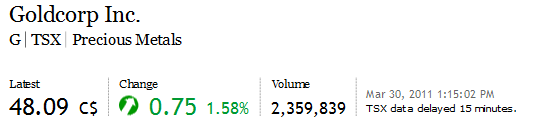 Goldcorp Inc.
G | TSX | Precious Metals
Latest Change Volume
48.09 C$ 0.75 1.58% 2,359,839
Mar 30, 2011 1:15:02 PM
TSX data delayed 15 minutes.